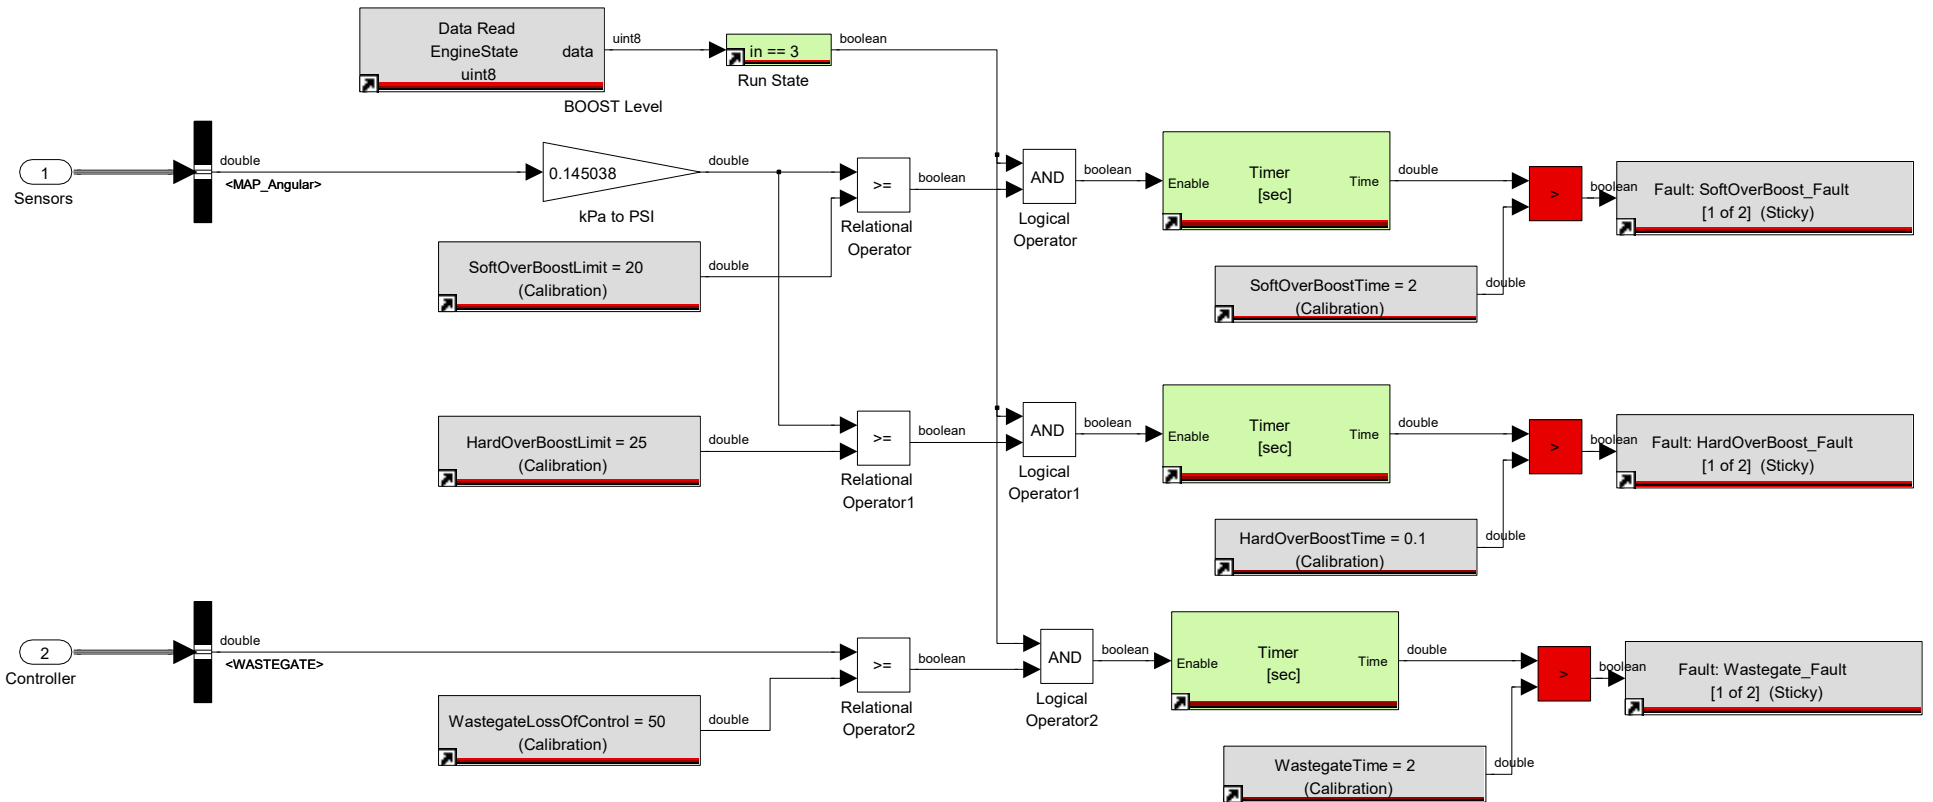 Data Read
EngineState
data
uint8
uint8
in == 3
boolean
Run State
BOOST Level
1
Sensors
double
<MAP_Angular>
0.145038
kPa to PSI
double
>=
boolean
Relational
Operator
AND
boolean
Logical
Operator
Enable
Timer
[sec]
Time
double
>
boolean
Fault: SoftOverBoost_Fault
[1 of 2] (Sticky)
SoftOverBoostLimit = 20
(Calibration)
double
SoftOverBoostTime = 2
(Calibration)
double
HardOverBoostLimit = 25
(Calibration)
double
>=
boolean
Relational
Operator1
AND
boolean
Logical
Operator1
Enable
Timer
[sec]
Time
double
>
boolean
Fault: HardOverBoost_Fault
[1 of 2] (Sticky)
HardOverBoostTime = 0.1
(Calibration)
double
2
Controller
double
<WASTEGATE>
>=
boolean
Relational
Operator2
AND
boolean
Logical
Operator2
Enable
Timer
[sec]
Time
double
>
boolean
Fault: Wastegate_Fault
[1 of 2] (Sticky)
WastegateLossOfControl = 50
(Calibration)
double
WastegateTime = 2
(Calibration)
double